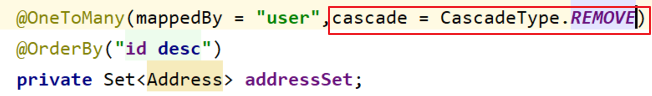 @OneToMany(mappedBy = "user",cascade = CascadeType.REMOVE)
@OrderBy("id desc")
private Set<Address> addressSet;